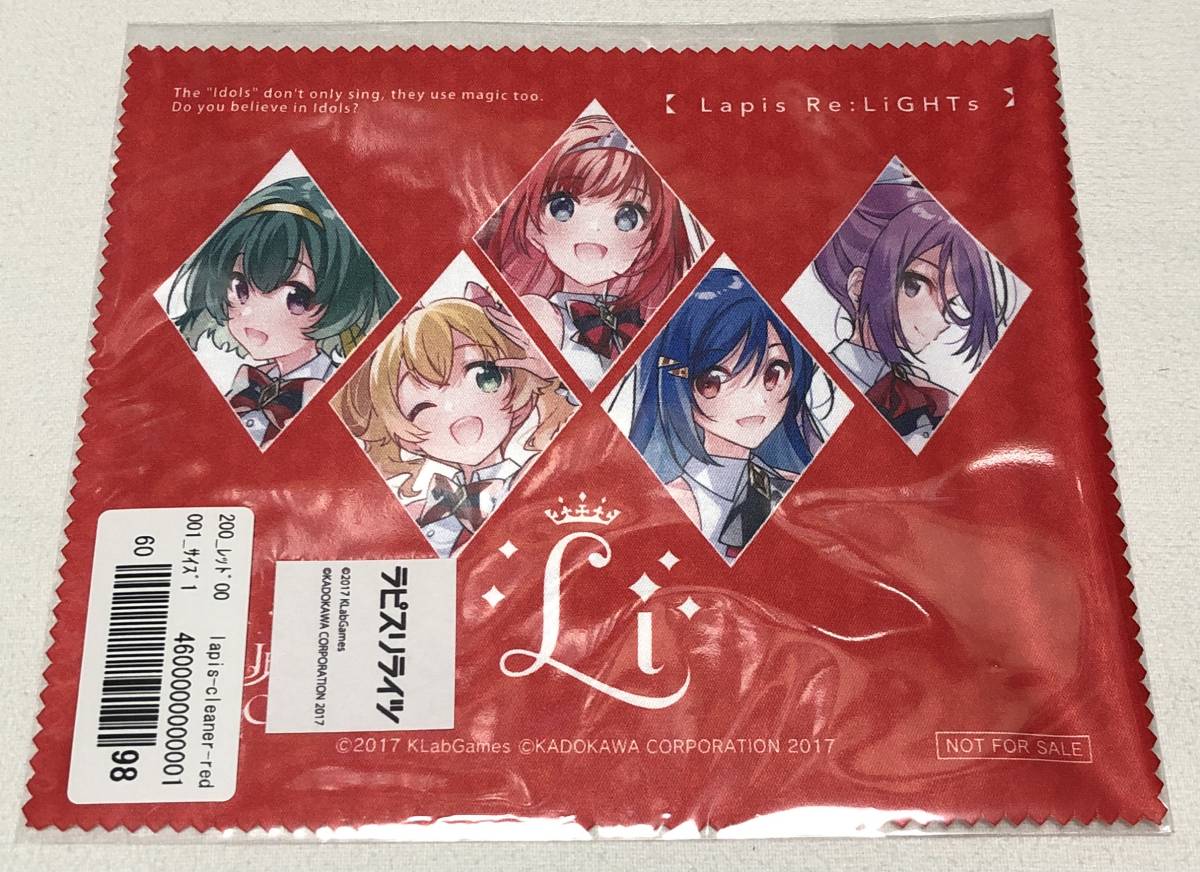 The "Idols" don't only sing, they use magic too.
Do you believe in Idols?
【 Lapis Re:LiGHTs 】
Li
200_ﾚｯﾄﾞ00 lapis-cleaner-red
001_ｻｲｽﾞ1 4600000000001
60 98
ラピスリライツ
©2017 KLabGames
©KADOKAWA CORPORATION 2017
©2017 KLabGames ©KADOKAWA CORPORATION 2017
NOT FOR SALE